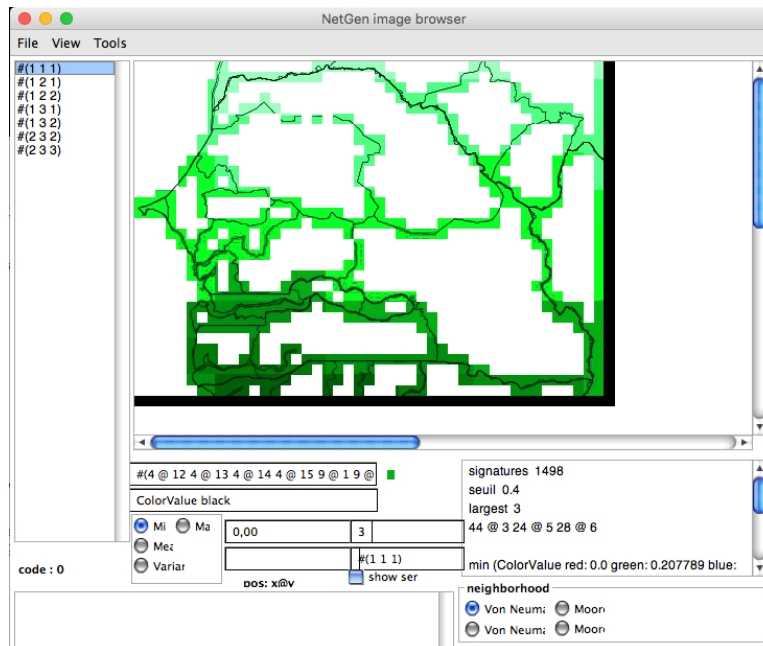 NetGen image browser
File View Tools
#(1 1 1)
#(1 2 1)
#(1 2 2)
#(1 3 1)
#(1 3 2)
#(2 3 2)
#(2 3 3)
#(4 @ 12 4 @ 13 4 @ 14 4 @ 15 9 @ 1 9 @
ColorValue black
Mi Ma
Mea
Variar
0,00 3
#(1 1 1)
show ser
pos: x@y
code : 0
signatures 1498
seuil 0.4
largest 3
44 @ 3 24 @ 5 28 @ 6
min (ColorValue red: 0.0 green: 0.207789 blue:
neighborhood
Von Neuma Moore
Von Neuma Moore